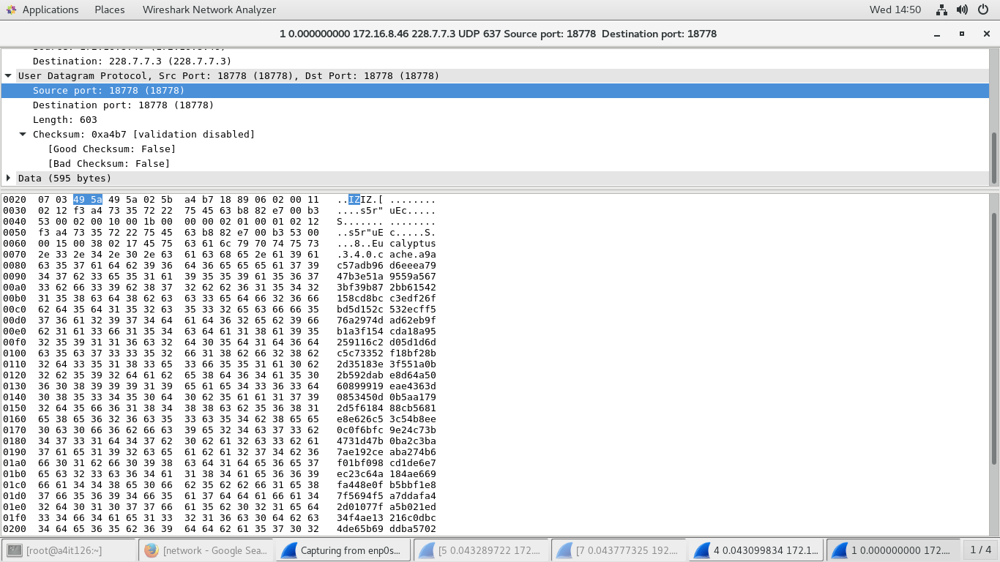 Applications Places Wireshark Network Analyzer Wed 14:50
1 0.000000000 172.16.8.46 228.7.7.3 UDP 637 Source port: 18778 Destination port: 18778
Destination: 228.7.7.3 (228.7.7.3)
User Datagram Protocol, Src Port: 18778 (18778), Dst Port: 18778 (18778)
Source port: 18778 (18778)
Destination port: 18778 (18778)
Length: 603
Checksum: 0xa4b7 [validation disabled]
[Good Checksum: False]
[Bad Checksum: False]
Data (595 bytes)
0020 07 03 49 5a 49 5a 02 5b a4 b7 18 89 06 02 00 11 ..IZIZ.[ ........
0030 02 12 f3 a4 73 35 72 22 75 45 63 b8 82 e7 00 b3 ....s5r" uEc.....
0040 53 00 02 00 10 00 1b 00 00 00 02 01 00 01 02 12 S....... ........
0050 f3 a4 73 35 72 22 75 45 63 b8 82 e7 00 b3 53 00 ..s5r"uE c.....S.
0060 00 15 00 38 02 17 45 75 63 61 6c 79 70 74 75 73 ...8..Eu calyptus
0070 2e 33 2e 34 2e 30 2e 63 61 63 68 65 2e 61 39 61 .3.4.0.c ache.a9a
0080 63 35 37 61 64 62 39 36 64 36 65 65 65 61 37 39 c57adb96 d6eeea79
0090 34 37 62 33 65 35 31 61 39 35 35 39 61 35 36 37 47b3e51a 9559a567
00a0 33 62 66 33 39 62 38 37 32 62 62 36 31 35 34 32 3bf39b87 2bb61542
00b0 31 35 38 63 64 38 62 63 63 33 65 64 66 32 36 66 158cd8bc c3edf26f
00c0 62 64 35 64 31 35 32 63 35 33 32 65 63 66 66 35 bd5d152c 532ecff5
00d0 37 36 61 32 39 37 34 64 61 64 36 32 65 62 39 66 76a2974d ad62eb9f
00e0 62 31 61 33 66 31 35 34 63 64 61 31 38 61 39 35 b1a3f154 cda18a95
00f0 32 35 39 31 31 36 63 32 64 30 35 64 31 64 36 64 259116c2 d05d1d6d
0100 63 35 63 37 33 33 35 32 66 31 38 62 66 32 38 62 c5c73352 f18bf28b
0110 32 64 33 35 31 38 33 65 33 66 35 35 31 61 30 62 2d35183e 3f551a0b
0120 32 62 35 39 32 64 61 62 65 38 64 36 34 61 35 30 2b592dab e8d64a50
0130 36 30 38 39 39 39 31 39 65 61 65 34 33 36 33 64 60899919 eae4363d
0140 30 38 35 33 34 35 30 64 30 62 35 61 61 31 37 39 0853450d 0b5aa179
0150 32 64 35 66 36 31 38 34 38 38 63 62 35 36 38 31 2d5f6184 88cb5681
0160 65 38 65 36 32 36 63 35 33 63 35 34 62 38 65 65 e8e626c5 3c54b8ee
0170 30 63 30 66 36 62 66 63 39 65 32 34 63 37 33 62 0c0f6bfc 9e24c73b
0180 34 37 33 31 64 34 37 62 30 62 61 32 63 33 62 61 4731d47b 0ba2c3ba
0190 37 61 65 31 39 32 63 65 61 62 61 32 37 34 62 36 7ae192ce aba274b6
01a0 66 30 31 62 66 30 39 38 63 64 31 64 65 36 65 37 f01bf098 cd1de6e7
01b0 65 63 32 33 63 36 34 61 31 38 34 61 65 36 36 39 ec23c64a 184ae669
01c0 66 61 34 34 38 65 30 66 62 35 62 62 66 31 65 38 fa448e0f b5bbf1e8
01d0 37 66 35 36 39 34 66 35 61 37 64 64 61 66 61 34 7f5694f5 a7ddafa4
01e0 32 64 30 31 30 37 37 66 61 35 62 30 32 31 65 64 2d01077f a5b021ed
01f0 33 34 66 34 61 65 31 33 32 31 36 63 30 64 62 63 34f4ae13 216c0dbc
0200 34 64 65 36 35 62 36 39 64 64 62 61 35 37 30 32 4de65b69 ddba5702
[root@a4it126:~] [network - Google Sea... Capturing from enp0s... [5 0.043289722 172.... [7 0.043777325 192.... 4 0.043099834 172.1... 1 0.000000000 172.... 1 / 4